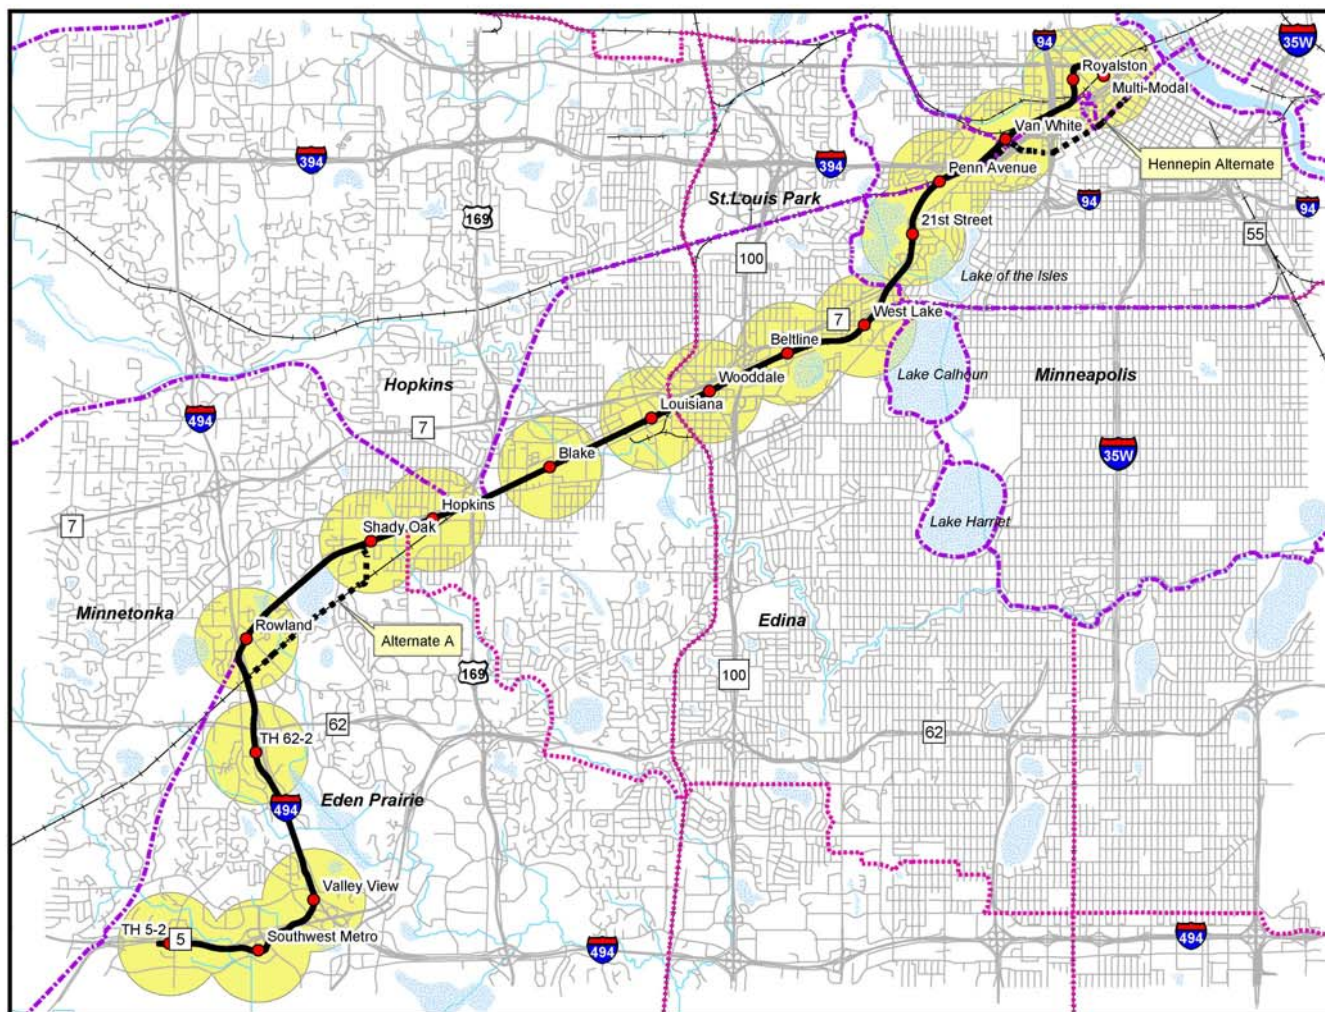 94
35W
Royalston
Multi-Modal
Van White
394
394
Penn Avenue
Hennepin Alternate
St.Louis Park
94
94
169
21st Street
55
100
Lake of the Isles
7
West Lake
Beltline
Hopkins
Lake Calhoun
Minneapolis
Wooddale
494
Louisiana
7
Blake
35W
Hopkins
Shady Oak
7
Lake Harriet
Minnetonka
Rowland
Edina
Alternate A
169
100
62
62
TH 62-2
Eden Prairie
494
Valley View
TH 5-2
5
Southwest Metro
494
494